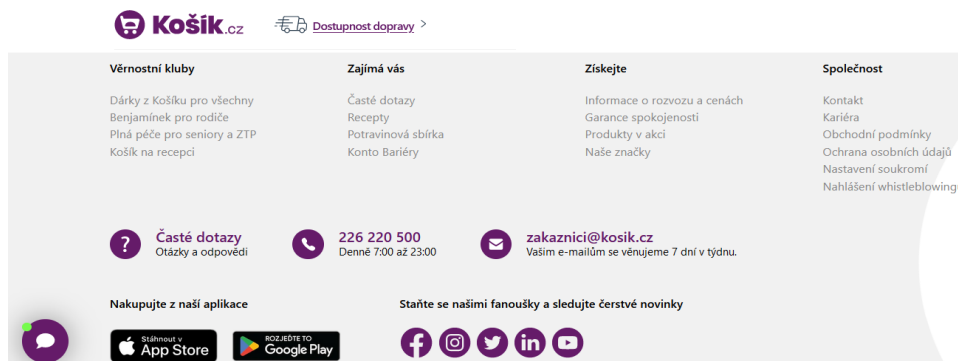 Košík.cz
Dostupnost dopravy >
Věrnostní kluby
Dárky z Košíku pro všechny
Benjamínek pro rodiče
Plná péče pro seniory a ZTP
Košík na recepci
Zajímá vás
Časté dotazy
Recepty
Potravinová sbírka
Konto Bariéry
Získejte
Informace o rozvozu a cenách
Garance spokojenosti
Produkty v akci
Naše značky
Společnost
Kontakt
Kariéra
Obchodní podmínky
Ochrana osobních údajů
Nastavení soukromí
Nahlášení whistleblowing
?
Časté dotazy
Otázky a odpovědi
226 220 500
Denně 7:00 až 23:00
zakaznici@kosik.cz
Vašim e-mailům se věnujeme 7 dní v týdnu.
Nakupujte z naší aplikace
Stáhnout v
App Store
ROZJEĎTE TO
Google Play
Staňte se našimi fanoušky a sledujte čerstvé novinky